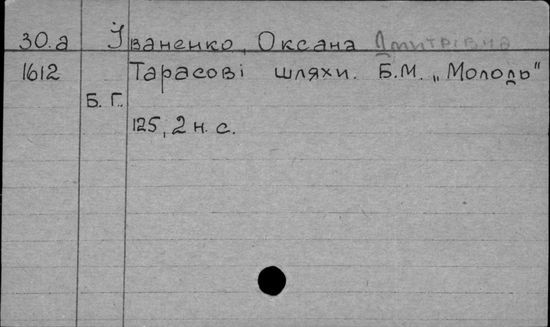 30.а Іваненко, Оксана Дмитрівна
1612 Тарасові шляхи. Б.М. „Молодь"
Б. Г.
125, 2 н. с.